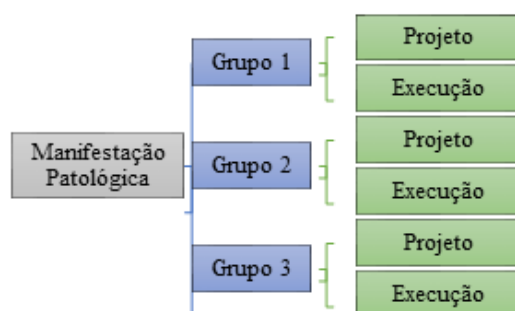 Manifestação
Patológica
Grupo 1
Projeto
Execução
Grupo 2
Projeto
Execução
Grupo 3
Projeto
Execução